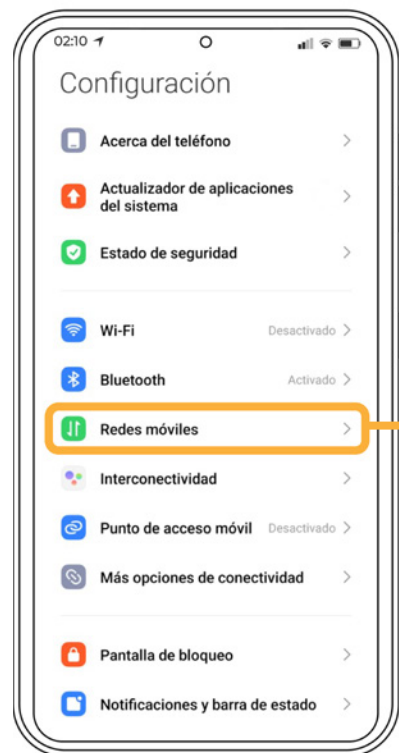 02:10
Configuración
Acerca del teléfono
Actualizador de aplicaciones
del sistema
Estado de seguridad
Wi-Fi Desactivado
Bluetooth Activado
Redes móviles
Interconectividad
Punto de acceso móvil Desactivado
Más opciones de conectividad
Pantalla de bloqueo
Notificaciones y barra de estado